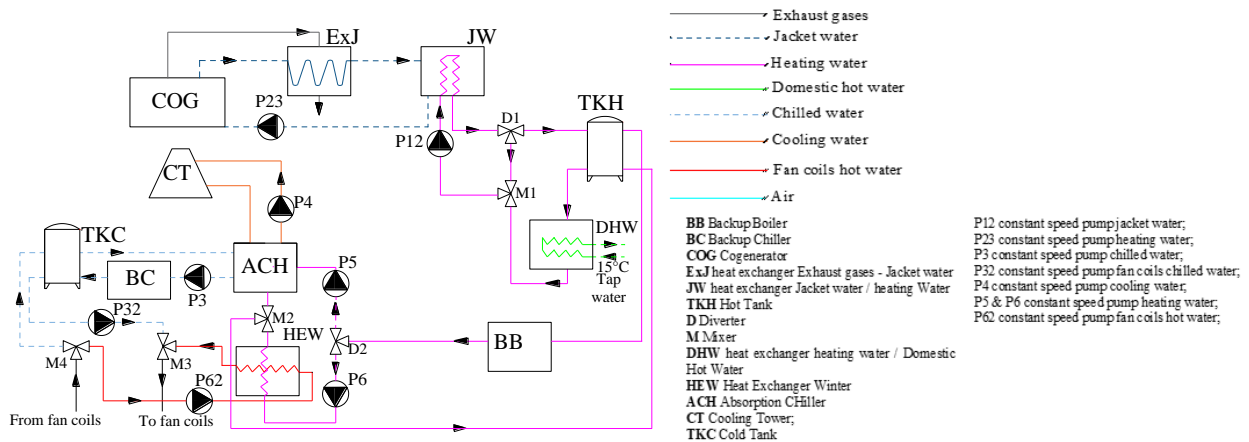 ExJ
JW
COG
P23
P12
D1
TKH
M1
CT
P4
DHW
15°C
Tap
water
TKC
BC
P3
ACH
P5
P32
M2
HEW
D2
BB
M4
M3
P62
P6
From fan coils
To fan coils
Exhaust gases
Jacket water
Heating water
Domestic hot water
Chilled water
Cooling water
Fan coils hot water
Air
BB Backup Boiler
BC Backup Chiller
COG Cogenerator
ExJ heat exchanger Exhaust gases - Jacket water
JW heat exchanger Jacket water / heating Water
TKH Hot Tank
D Diverter
M Mixer
DHW heat exchanger heating water / Domestic
Hot Water
HEW Heat Exchanger Winter
ACH Absorption CHiller
CT Cooling Tower;
TKC Cold Tank
P12 constant speed pump jacket water;
P23 constant speed pump heating water;
P3 constant speed pump chilled water;
P32 constant speed pump fan coils chilled water;
P4 constant speed pump cooling water;
P5 & P6 constant speed pump heating water;
P62 constant speed pump fan coils hot water;